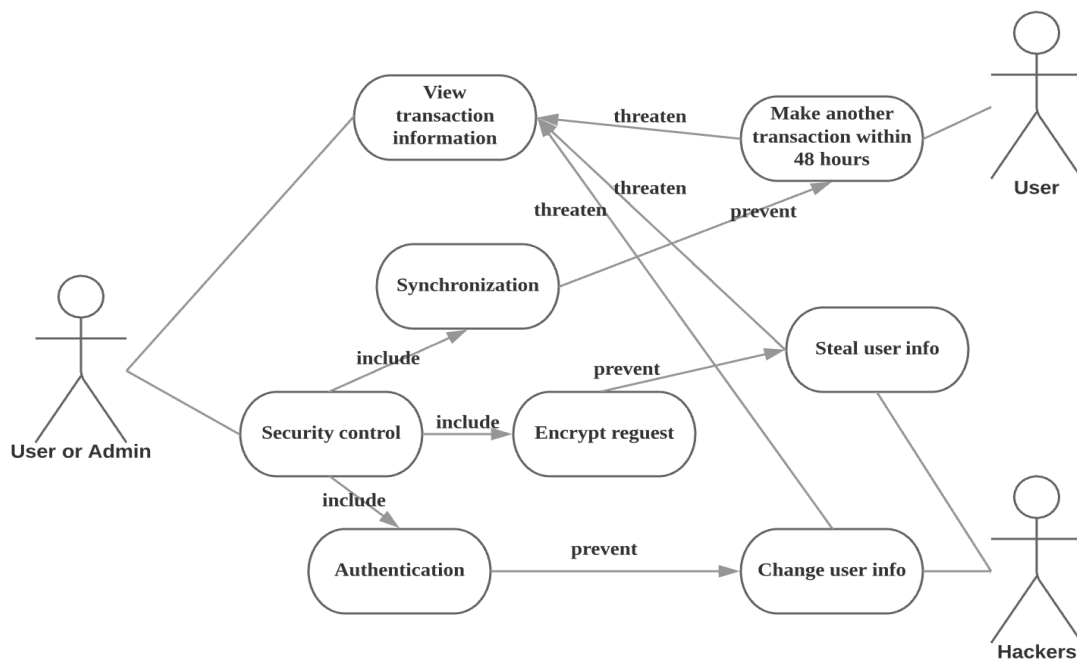 View
transaction
information
threaten
Make another
transaction within
48 hours
User
threaten
threaten
prevent
Synchronization
include
prevent
Steal user info
Security control
include
Encrypt reguest
User or Admin
include
Authentication
prevent
Change user info
Hackers